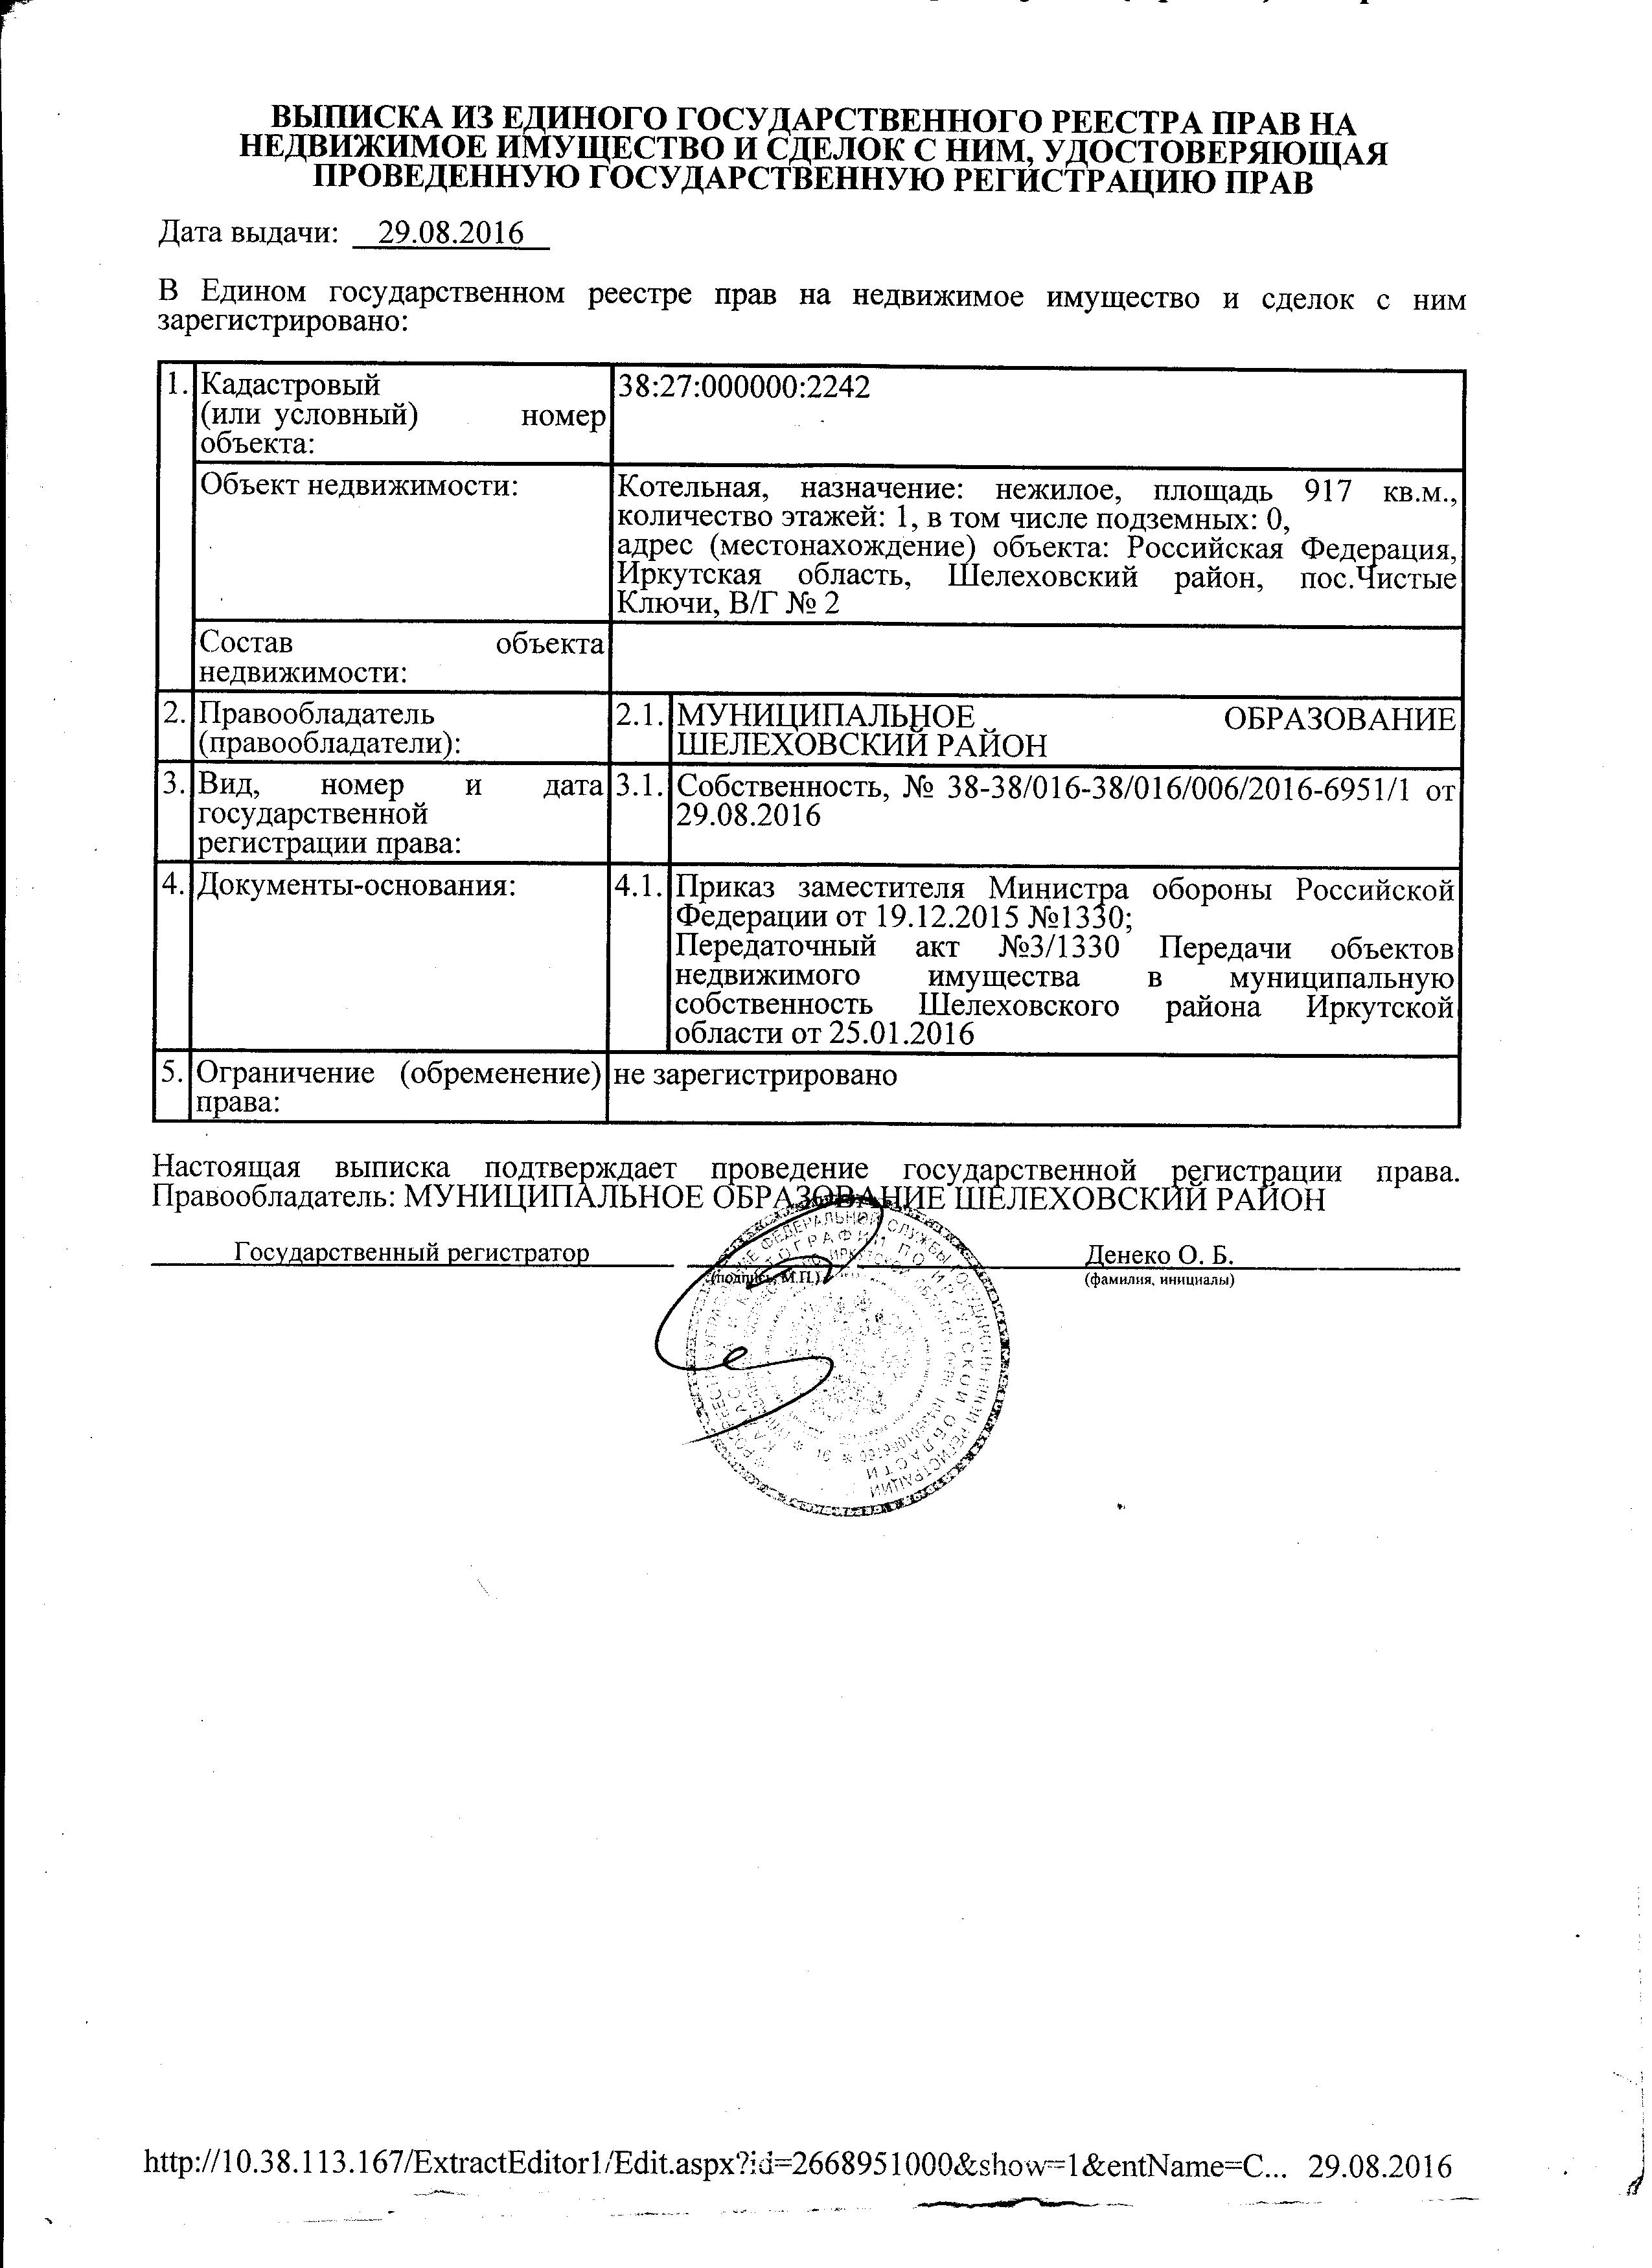 ВЫПИСКА ИЗ ЕДИНОГО ГОСУДАРСТВЕННОГО РЕЕСТРА ПРАВ НА
НЕДВИЖИМОЕ ИМУЩЕСТВО И СДЕЛОК С НИМ, УДОСТОВЕРЯЮЩАЯ
ПРОВЕДЕННУЮ ГОСУДАРСТВЕННУЮ РЕГИСТРАЦИЮ ПРАВ
Дата выдачи: 29.08.2016
В Едином государственном реестре прав на недвижимое имущество и сделок с ним
зарегистрировано:
1. Кадастровый
(или условный) номер
объекта:
38:27:000000:2242
Объект недвижимости:
Котельная, назначение: нежилое, площадь 917 кв.м.,
количество этажей: 1, в том числе подземных: 0,
адрес (местонахождение) объекта: Российская Федерация,
Иркутская область, Шелеховский район, пос.Чистые
Ключи, В/Г № 2
Состав объекта
недвижимости:
2. Правообладатель
(правообладатели):
2.1. МУНИЦИПАЛЬНОЕ ОБРАЗОВАНИЕ
ШЕЛЕХОВСКИЙ РАЙОН
3. Вид, номер и дата
государственной
регистрации права:
3.1. Собственность, № 38-38/016-38/016/006/2016-6951/1 от
29.08.2016
4. Документы-основания:
4.1. Приказ заместителя Министра обороны Российской
Федерации от 19.12.2015 №1330;
Передаточный акт №3/1330 Передачи объектов
недвижимого имущества в муниципальную
собственность Шелеховского района Иркутской
области от 25.01.2016
5. Ограничение (обременение)
права:
не зарегистрировано
Настоящая выписка подтверждает проведение государственной регистрации права.
Правообладатель: МУНИЦИПАЛЬНОЕ ОБРАЗОВАНИЕ ШЕЛЕХОВСКИЙ РАЙОН
Государственный регистратор
(подпись, М.П.)
Денеко О. Б.
(фамилия, инициалы)
ФЕДЕРАЛЬНОЙ СЛУЖБЫ ГОСУДАРСТВЕННОЙ РЕГИСТРАЦИИ
ПО ИРКУТСКОЙ ОБЛАСТИ
http://10.38.113.167/ExtractEditor1/Edit.aspx?id=2668951000&show=1&entName=C... 29.08.2016